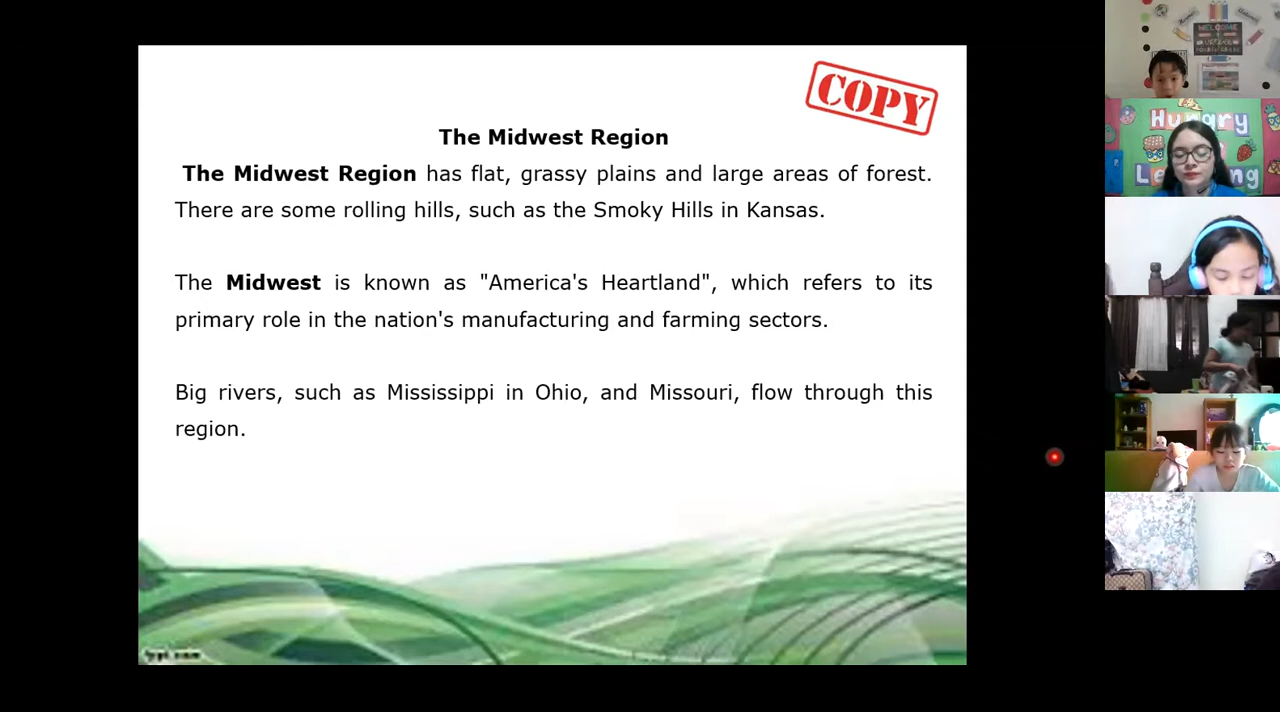 COPY
The Midwest Region
The Midwest Region has flat, grassy plains and large areas of forest.
There are some rolling hills, such as the Smoky Hills in Kansas.
The Midwest is known as "America's Heartland", which refers to its
primary role in the nation's manufacturing and farming sectors.
Big rivers, such as Mississippi in Ohio, and Missouri, flow through this
region.
WELCOME
Hungry